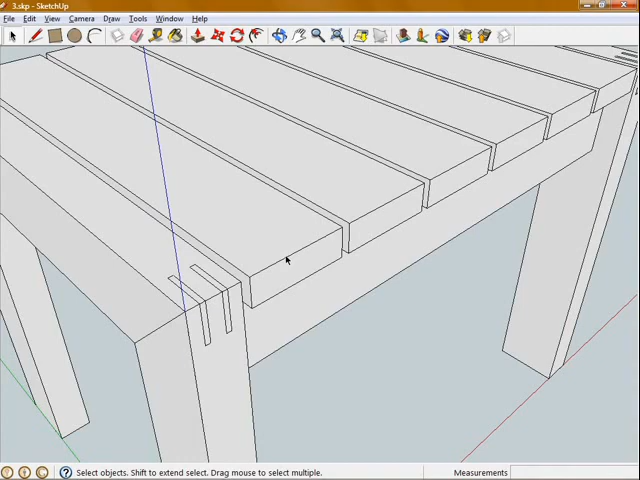 3.skp - SketchUp
File Edit View Camera Draw Tools Window Help
Select objects. Shift to extend select. Drag mouse to select multiple.
Measurements